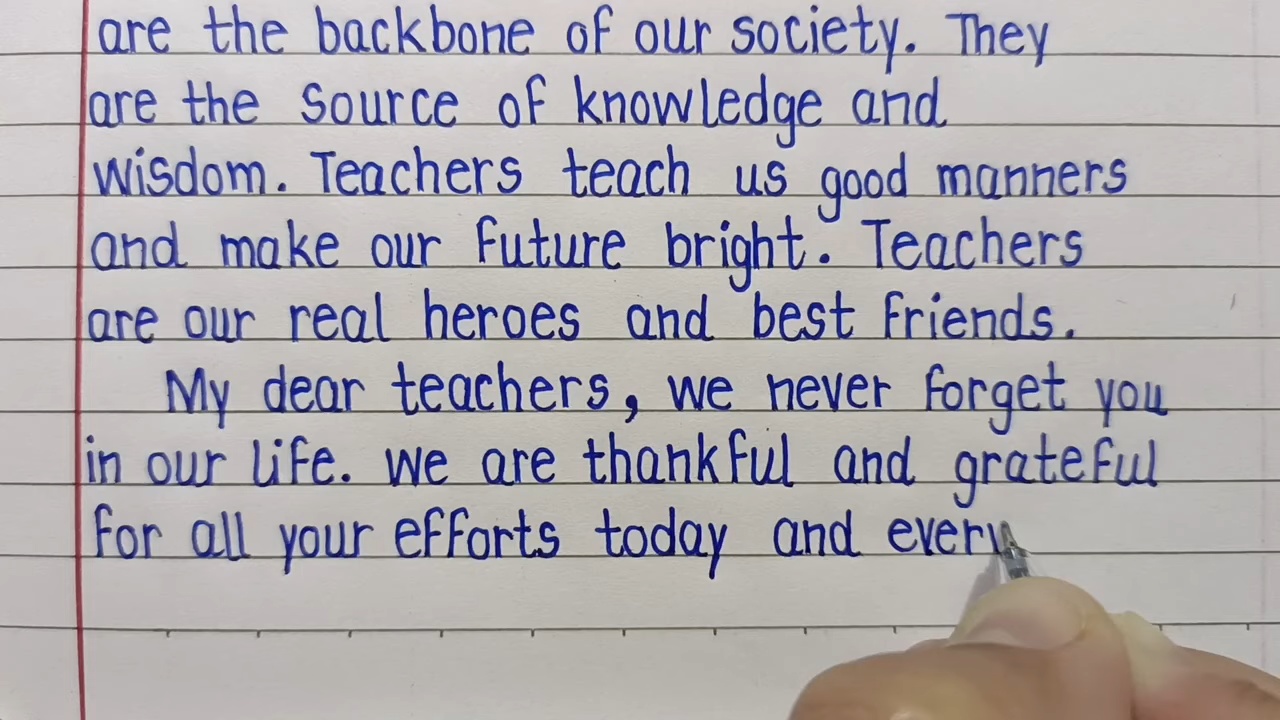 are the backbone of our society. They
are the source of knowledge and
wisdom. Teachers teach us good manners
and make our future bright. Teachers
are our real heroes and best friends.
My dear teachers, we never forget you
in our life. We are thankful and grateful
for all your efforts today and every